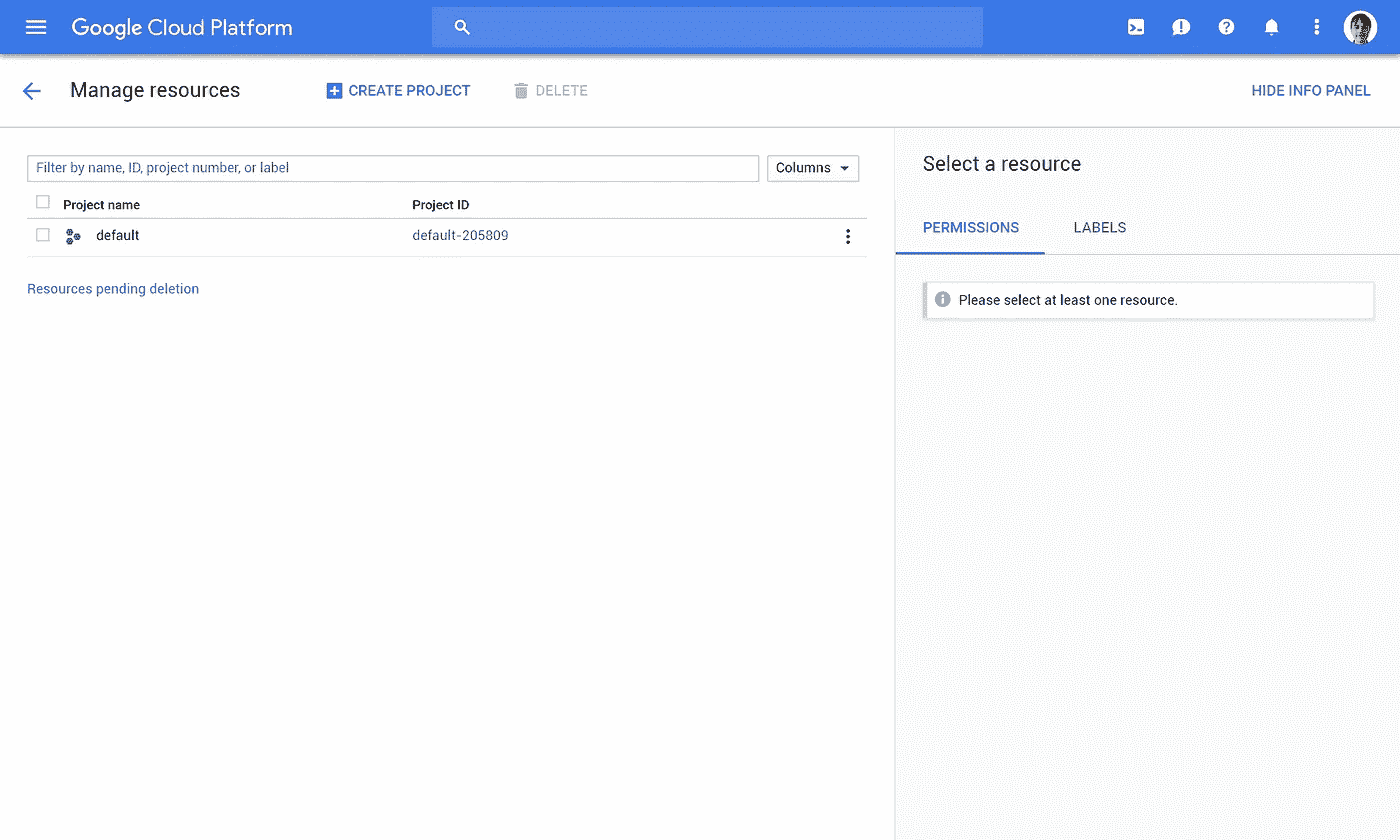 Google Cloud Platform
Manage resources
CREATE PROJECT
DELETE
HIDE INFO PANEL
Filter by name, ID, project number, or label
Columns
Project name Project ID
default default-205809
Resources pending deletion
Select a resource
PERMISSIONS LABELS
Please select at least one resource.